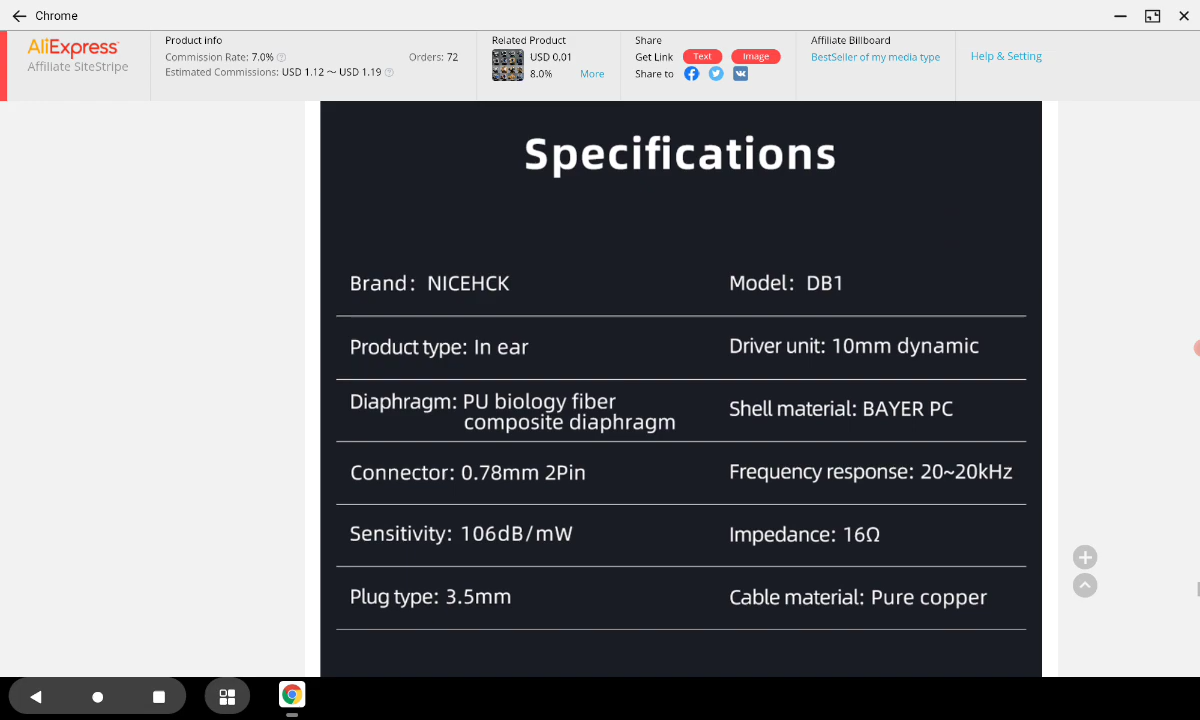 Chrome
AliExpress
Affiliate SiteStripe
Product info
Commission Rate: 7.0%
Orders: 72
Estimated Commissions: USD 1.12 ～ USD 1.19
Related Product
USD 0.01
8.0%
More
Share
Get Link
Text
Image
Share to
Affiliate Billboard
BestSeller of my media type
Help & Setting
Specifications
Brand: NICEHCK
Model: DB1
Product type: In ear
Driver unit: 10mm dynamic
Diaphragm: PU biology fiber
composite diaphragm
Shell material: BAYER PC
Connector: 0.78mm 2Pin
Frequency response: 20~20kHz
Sensitivity: 106dB/mW
Impedance: 16Ω
Plug type: 3.5mm
Cable material: Pure copper